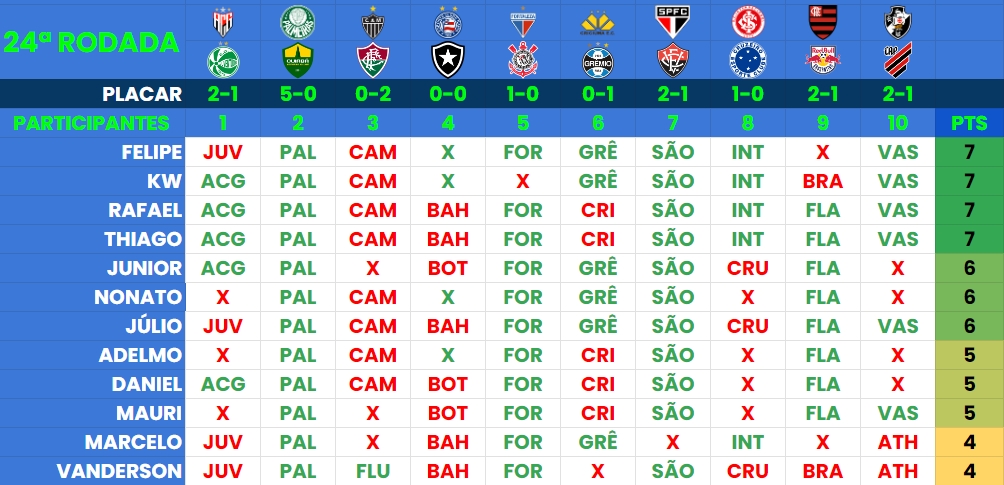 24ª RODADA
PLACAR 2-1 5-0 0-2 0-0 1-0 0-1 2-1 1-0 2-1 2-1
PARTICIPANTES 1 2 3 4 5 6 7 8 9 10 PTS
FELIPE JUV PAL CAM X FOR GRÊ SÃO INT X VAS 7
KW ACG PAL CAM X X GRÊ SÃO INT BRA VAS 7
RAFAEL ACG PAL CAM BAH FOR CRI SÃO INT FLA VAS 7
THIAGO ACG PAL CAM BAH FOR CRI SÃO INT FLA VAS 7
JUNIOR ACG PAL X BOT FOR GRÊ SÃO CRU FLA X 6
NONATO X PAL CAM X FOR GRÊ SÃO X FLA X 6
JÚLIO JUV PAL CAM BAH FOR GRÊ SÃO CRU FLA VAS 6
ADELMO X PAL CAM X FOR CRI SÃO X FLA X 5
DANIEL ACG PAL CAM BOT FOR CRI SÃO X FLA X 5
MAURI X PAL X BOT FOR CRI SÃO X FLA VAS 5
MARCELO JUV PAL X BAH FOR GRÊ X INT X ATH 4
VANDERSON JUV PAL FLU BAH FOR X SÃO CRU BRA ATH 4